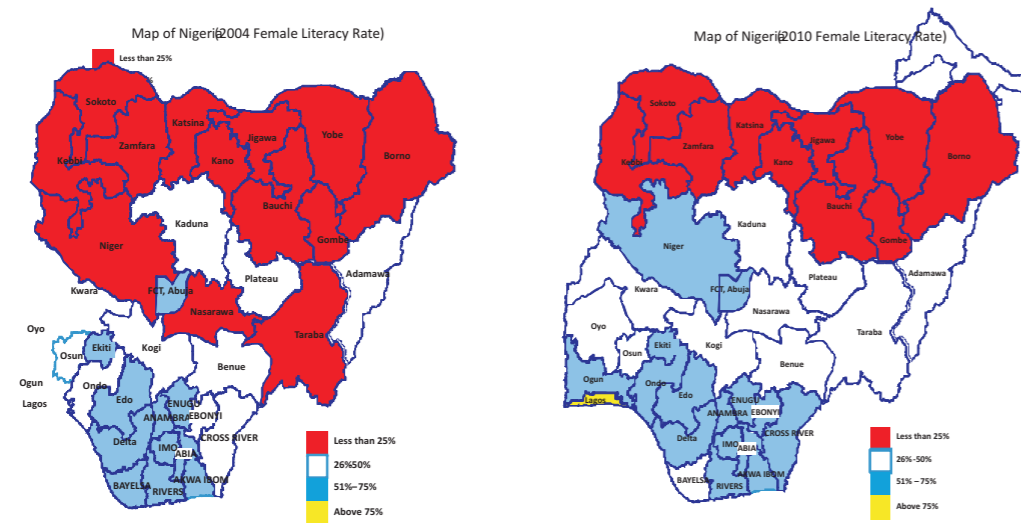 Map of Nigeria(2004 Female Literacy Rate)
Less than 25%
Sokoto
Katsina
Jigawa
Yobe
Zamfara
Kano
Borno
Kebbi
Bauchi
Kaduna
Gombe
Niger
Adamawa
Plateau
Kwara
FCT, Abuja
Nasarawa
Taraba
Oyo
Ekiti
Kogi
Osun
Benue
Ogun
Ondo
Lagos
Edo
ENUGU
ANAMBRA
EBONYI
Delta
IMO
CROSS RIVER
ABIA
BAYELSA
RIVERS
AKWA IBOM
Less than 25%
26%50%
51%–75%
Above 75%
Map of Nigeria(2010 Female Literacy Rate)
Sokoto
Katsina
Jigawa
Yobe
Zamfara
Kano
Borno
Kebbi
Bauchi
Kaduna
Gombe
Niger
Adamawa
Plateau
Kwara
FCT, Abuja
Nasarawa
Taraba
Oyo
Ekiti
Kogi
Osun
Benue
Ogun
Ondo
Lagos
Edo
ENUGU
ANAMBRA
EBONYI
Delta
IMO
CROSS RIVER
ABIA
BAYELSA
RIVERS
AKWA IBOM
Less than 25%
26%-50%
51% –75%
Above 75%